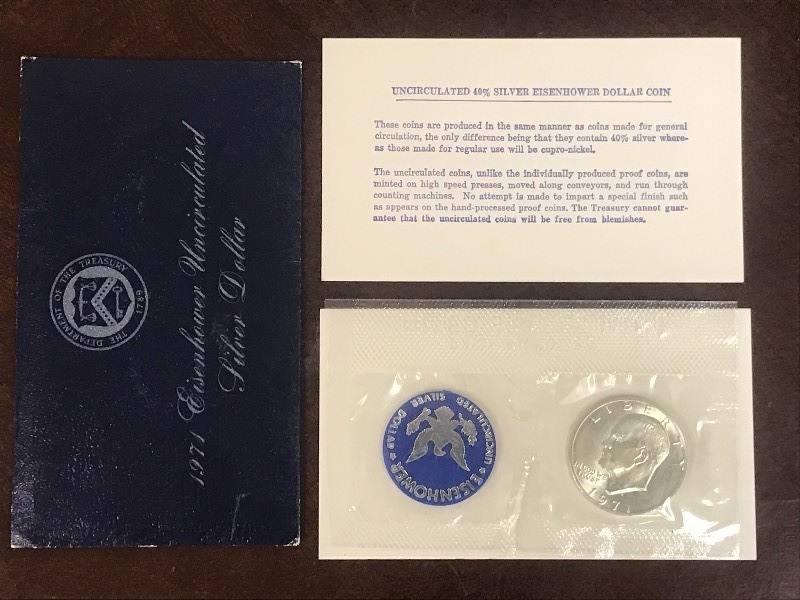 THE DEPARTMENT OF THE TREASURY
1789
1971 Eisenhower Uncirculated
Silver Dollar
UNCIRCULATED 40% SILVER EISENHOWER DOLLAR COIN
These coins are produced in the same manner as coins made for general
circulation, the only difference being that they contain 40% silver where-
as those made for regular use will be cupro-nickel.
The uncirculated coins, unlike the individually produced proof coins, are
minted on high speed presses, moved along conveyors, and run through
counting machines. No attempt is made to impart a special finish such
as appears on the hand-processed proof coins. The Treasury cannot guar-
antee that the uncirculated coins will be free from blemishes.
EISENHOWER
UNCIRCULATED SILVER DOLLAR
LIBERTY
1971